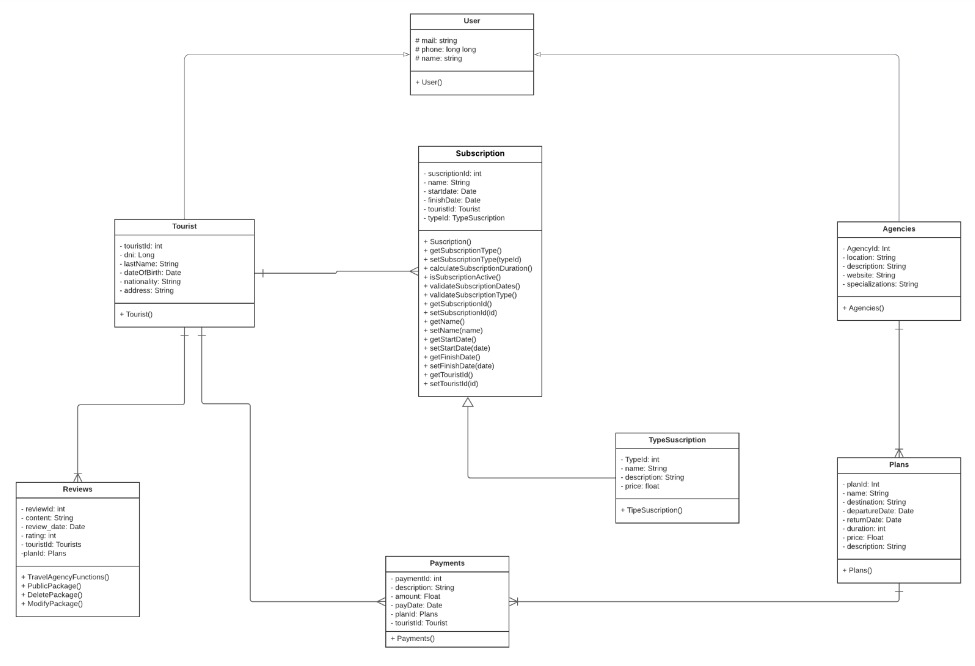 User
# mail: string
# phone: long long
# name: string
+ User()
Subscription
- suscriptionId: int
- name: String
- startdate: Date
- finishDate: Date
- touristId: Tourist
- typeId: TypeSuscription
+ Suscription()
+ getSubscriptionType()
+ setSubscriptionType(typeId)
+ calculateSubscriptionDuration()
+ isSubscriptionActive()
+ validateSubscriptionDates()
+ validateSubscriptionType()
+ getSubscriptionId()
+ setSubscriptionId(id)
+ getName()
+ setName(name)
+ getStartDate()
+ setStartDate(date)
+ getFinishDate()
+ setFinishDate(date)
+ getTouristId()
+ setTouristId(id)
Tourist
- touristId: int
- dni: Long
- lastName: String
- dateOfBirth: Date
- nationality: String
- address: String
+ Tourist()
Agencies
- AgencyId: Int
- location: String
- description: String
- website: String
- specializations: String
+ Agencies()
TypeSuscription
- TypeId: int
- name: String
- description: String
- price: float
+ TipeSuscription()
Plans
- planId: Int
- name: String
- destination: String
- departureDate: Date
- returnDate: Date
- duration: int
- price: Float
- description: String
+ Plans()
Reviews
- reviewId: int
- content: String
- review_date: Date
- rating: int
- touristId: Tourists
-planId: Plans
+ TravelAgencyFunctions()
+ PublicPackage()
+ DeletePackage()
+ ModifyPackage()
Payments
- paymentId: int
- description: String
- amount: Float
- payDate: Date
- planId: Plans
- touristId: Tourist
+ Payments()